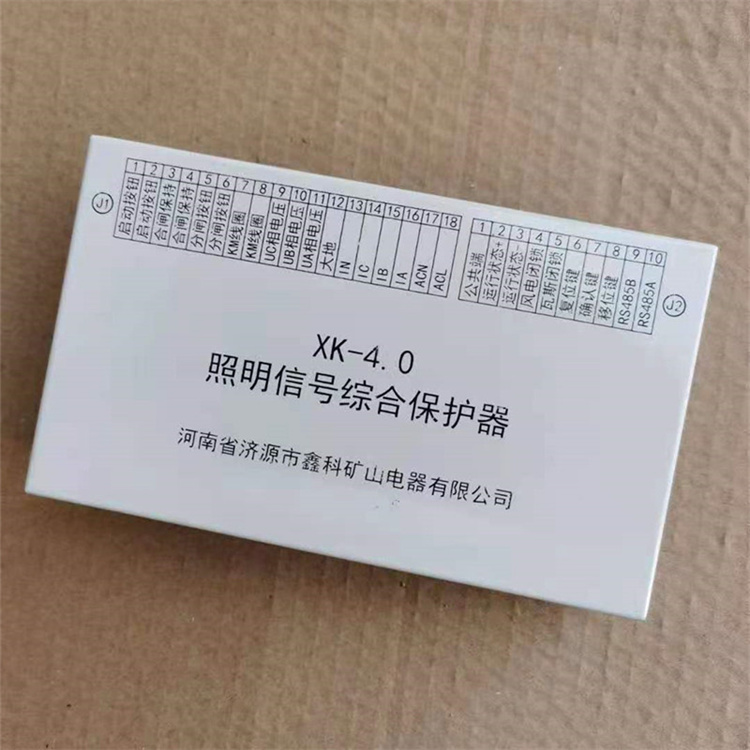 J1
1 2 3 4 5 6 7 8 9 10 11 12 13 14 15 16 17 18
启动按钮
启动按钮
合闸保持
合闸保持
分闸按钮
分闸按钮
KM线圈
KM线圈
UC相电压
UB相电压
UA相电压
大地
IN
IC
IB
IA
ACN
ACL
1 2 3 4 5 6 7 8 9 10
公共端
运行状态+
运行状态-
风电闭锁
瓦斯闭锁
复位键
确认键
移位键
RS485B
RS485A
J2
XK-4.0
照明信号综合保护器
河南省济源市鑫科矿山电器有限公司